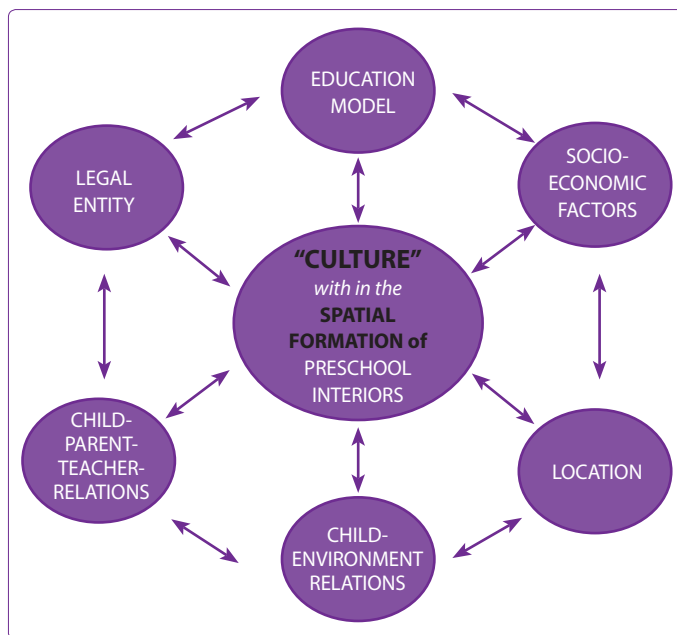 EDUCATION
MODEL
LEGAL
ENTITY
SOCIO-
ECONOMIC
FACTORS
“CULTURE”
with in the
SPATIAL
FORMATION of
PRESCHOOL
INTERIORS
CHILD-
PARENT-
TEACHER-
RELATIONS
LOCATION
CHILD-
ENVIRONMENT
RELATIONS